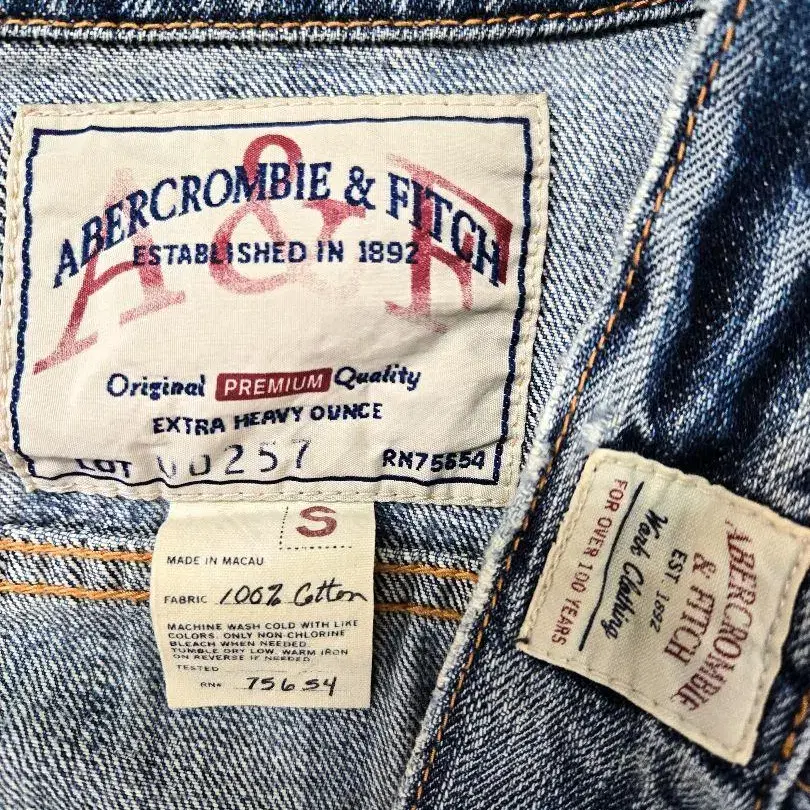 A&F
ABERCROMBIE & FITCH
ESTABLISHED IN 1892
Original PREMIUM Quality
EXTRA HEAVY OUNCE
LOT 00257 RN75654
S
MADE IN MACAU
FABRIC 100% Cotton
MACHINE WASH COLD WITH LIKE
COLORS. ONLY NON-CHLORINE
BLEACH WHEN NEEDED.
TUMBLE DRY LOW. WARM IRON
ON REVERSE IF NEEDED.
TESTED
RN# 75654
ABERCROMBIE
& FITCH
EST. 1892
Work Clothing
FOR OVER 100 YEARS